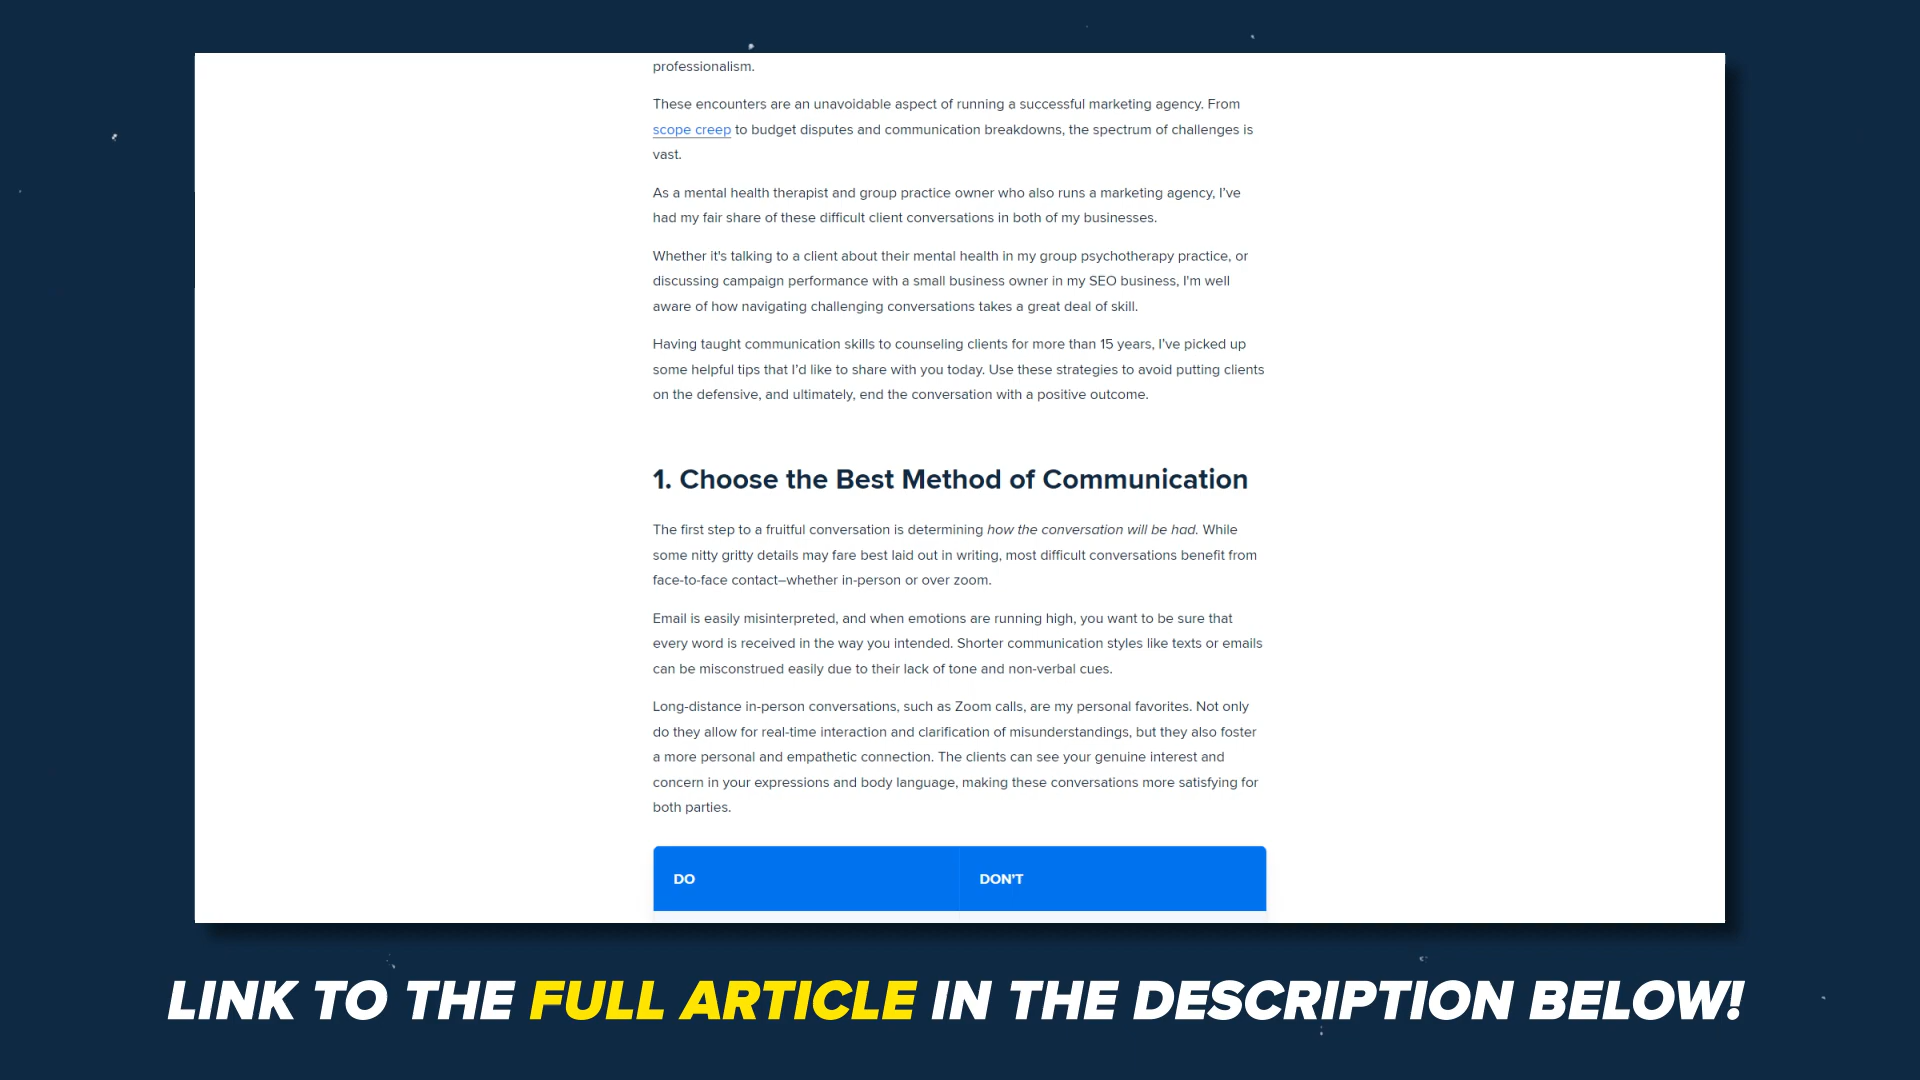 professionalism.
These encounters are an unavoidable aspect of running a successful marketing agency. From
scope creep to budget disputes and communication breakdowns, the spectrum of challenges is
vast.
As a mental health therapist and group practice owner who also runs a marketing agency, I've
had my fair share of these difficult client conversations in both of my businesses.
Whether it's talking to a client about their mental health in my group psychotherapy practice, or
discussing campaign performance with a small business owner in my SEO business, I'm well
aware of how navigating challenging conversations takes a great deal of skill.
Having taught communication skills to counseling clients for more than 15 years, I've picked up
some helpful tips that I'd like to share with you today. Use these strategies to avoid putting clients
on the defensive, and ultimately, end the conversation with a positive outcome.
1. Choose the Best Method of Communication
The first step to a fruitful conversation is determining how the conversation will be had. While
some nitty gritty details may fare best laid out in writing, most difficult conversations benefit from
face-to-face contact–whether in-person or over zoom.
Email is easily misinterpreted, and when emotions are running high, you want to be sure that
every word is received in the way you intended. Shorter communication styles like texts or emails
can be misconstrued easily due to their lack of tone and non-verbal cues.
Long-distance in-person conversations, such as Zoom calls, are my personal favorites. Not only
do they allow for real-time interaction and clarification of misunderstandings, but they also foster
a more personal and empathetic connection. The clients can see your genuine interest and
concern in your expressions and body language, making these conversations more satisfying for
both parties.
DO DON'T
LINK TO THE FULL ARTICLE IN THE DESCRIPTION BELOW!